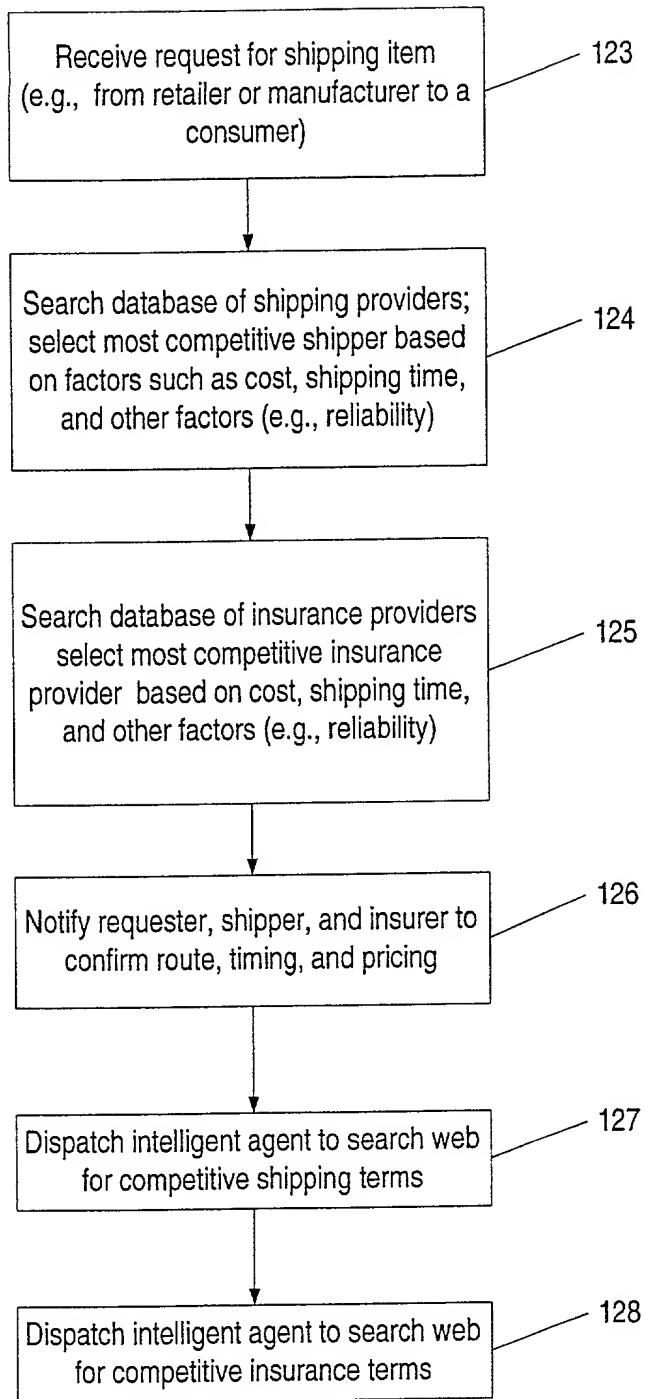 Receive request for shipping item
(e.g., from retailer or manufacturer to a
consumer)
123
Search database of shipping providers;
select most competitive shipper based
on factors such as cost, shipping time,
and other factors (e.g., reliability)
124
Search database of insurance providers
select most competitive insurance
provider based on cost, shipping time,
and other factors (e.g., reliability)
125
Notify requester, shipper, and insurer to
confirm route, timing, and pricing
126
Dispatch intelligent agent to search web
for competitive shipping terms
127
Dispatch intelligent agent to search web
for competitive insurance terms
128